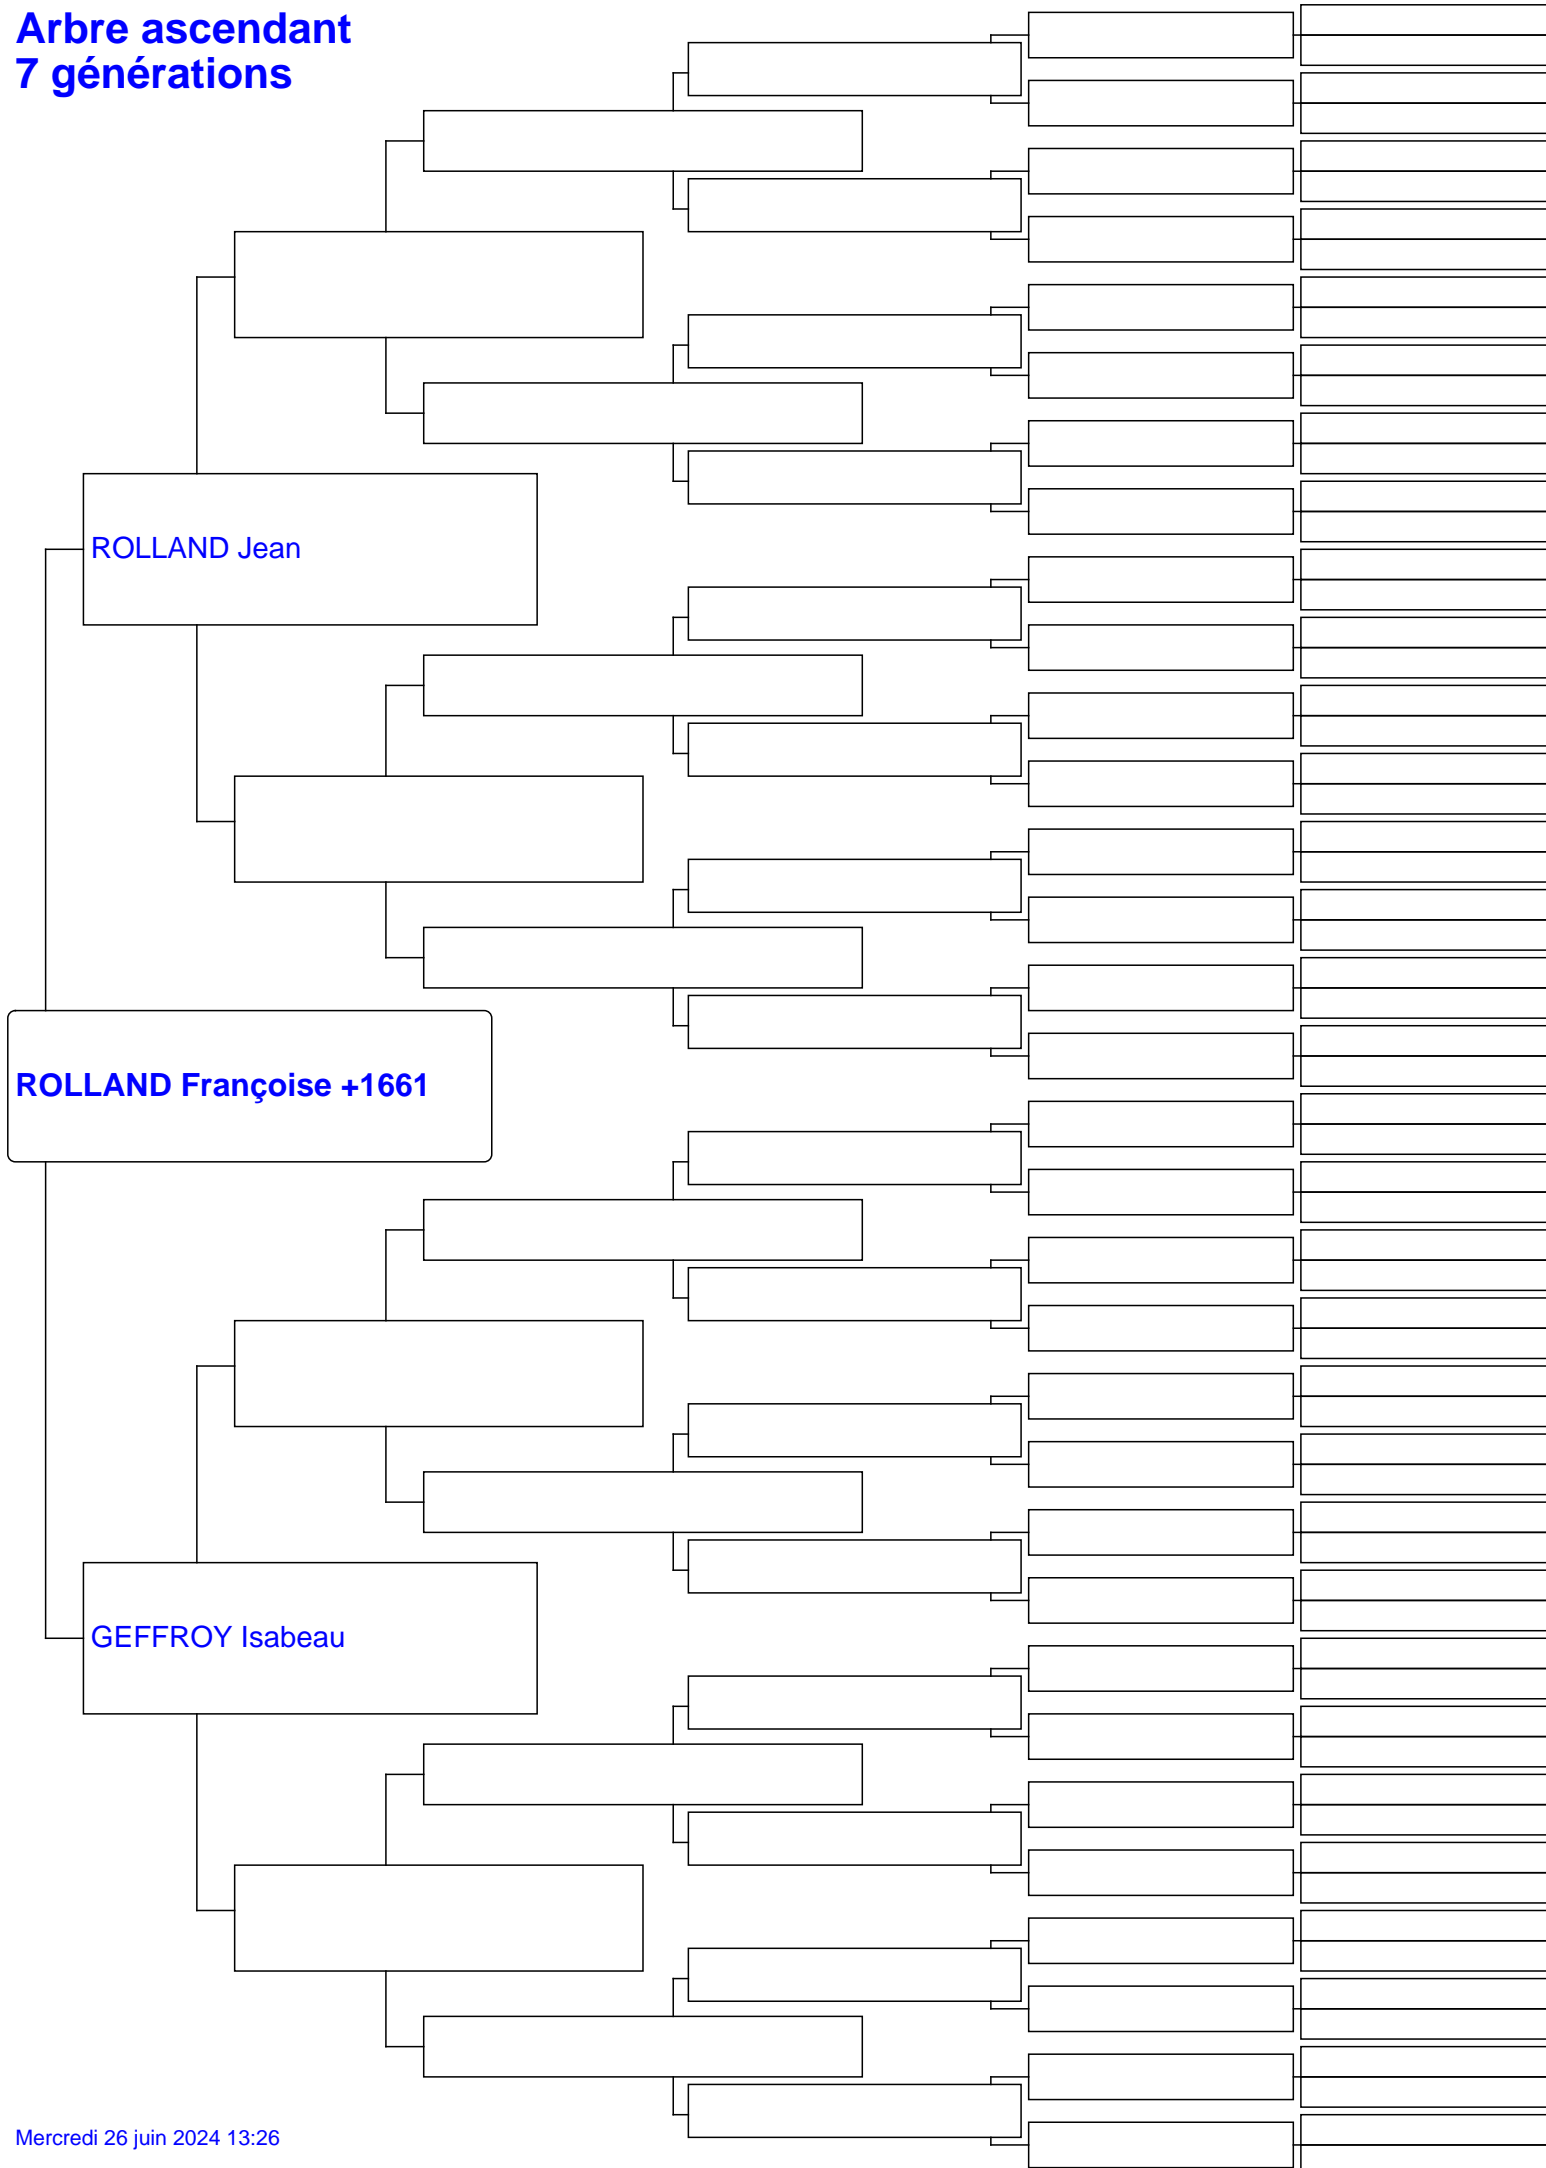 Arbre ascendant
7 générations
ROLLAND Jean
ROLLAND Françoise +1661
GEFFROY Isabeau
Mercredi 26 juin 2024 13:26